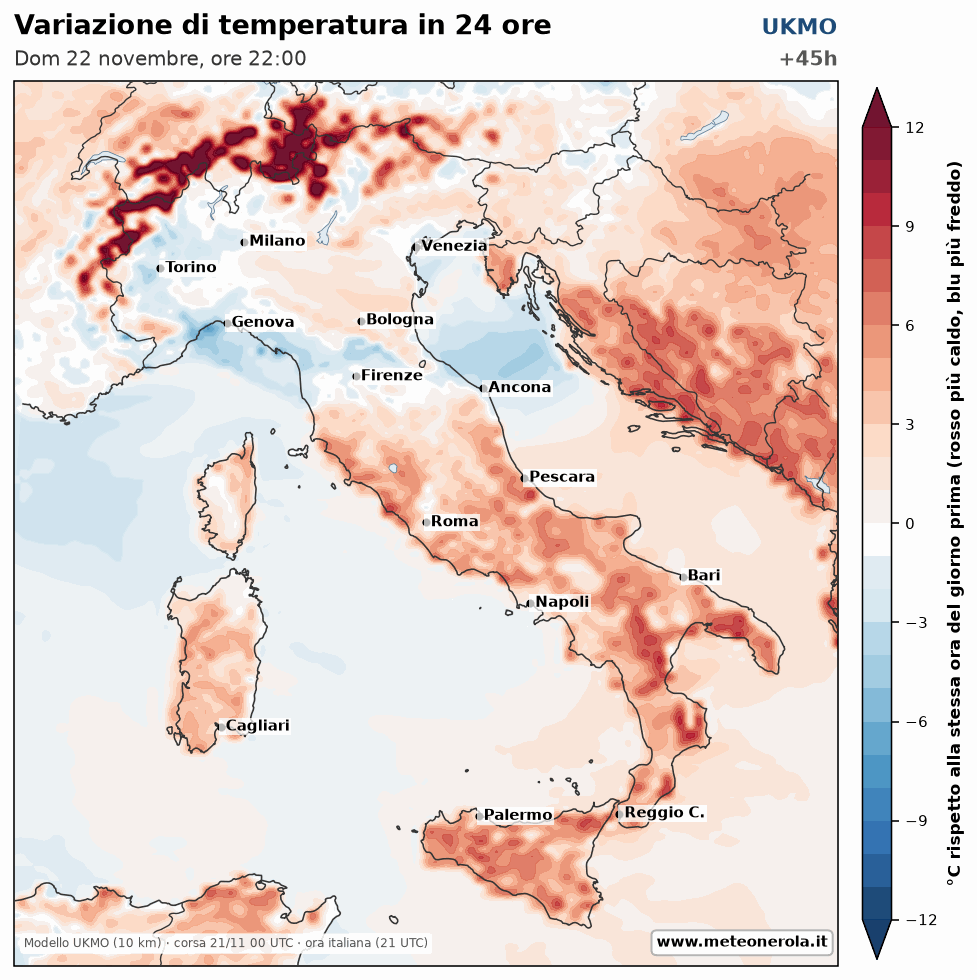 Variazione di temperatura in 24 ore
UKMO
Dom 22 novembre, ore 22:00
+45h
Milano
Venezia
Torino
Genova
Bologna
Firenze
Ancona
Pescara
Roma
Bari
Napoli
Cagliari
Palermo
Reggio C.
12
9
6
3
0
−3
−6
−9
−12
°C rispetto alla stessa ora del giorno prima (rosso più caldo, blu più freddo)
Modello UKMO (10 km) · corsa 21/11 00 UTC · ora italiana (21 UTC)
www.meteonerola.it